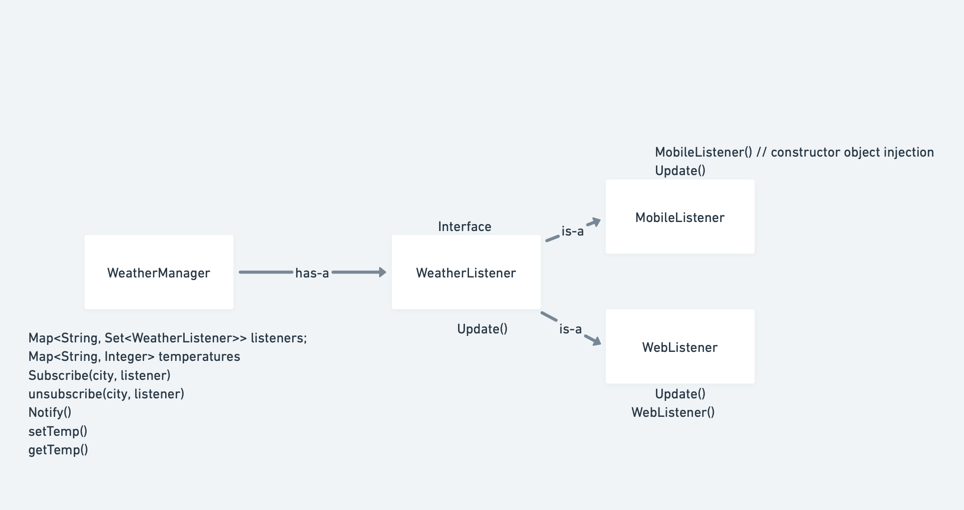 MobileListener() // constructor object injection
Update()
MobileListener
Interface
is-a
WeatherManager
has-a
WeatherListener
Update()
is-a
WebListener
Map<String, Set<WeatherListener>> listeners;
Map<String, Integer> temperatures
Subscribe(city, listener)
unsubscribe(city, listener)
Notify()
setTemp()
getTemp()
Update()
WebListener()